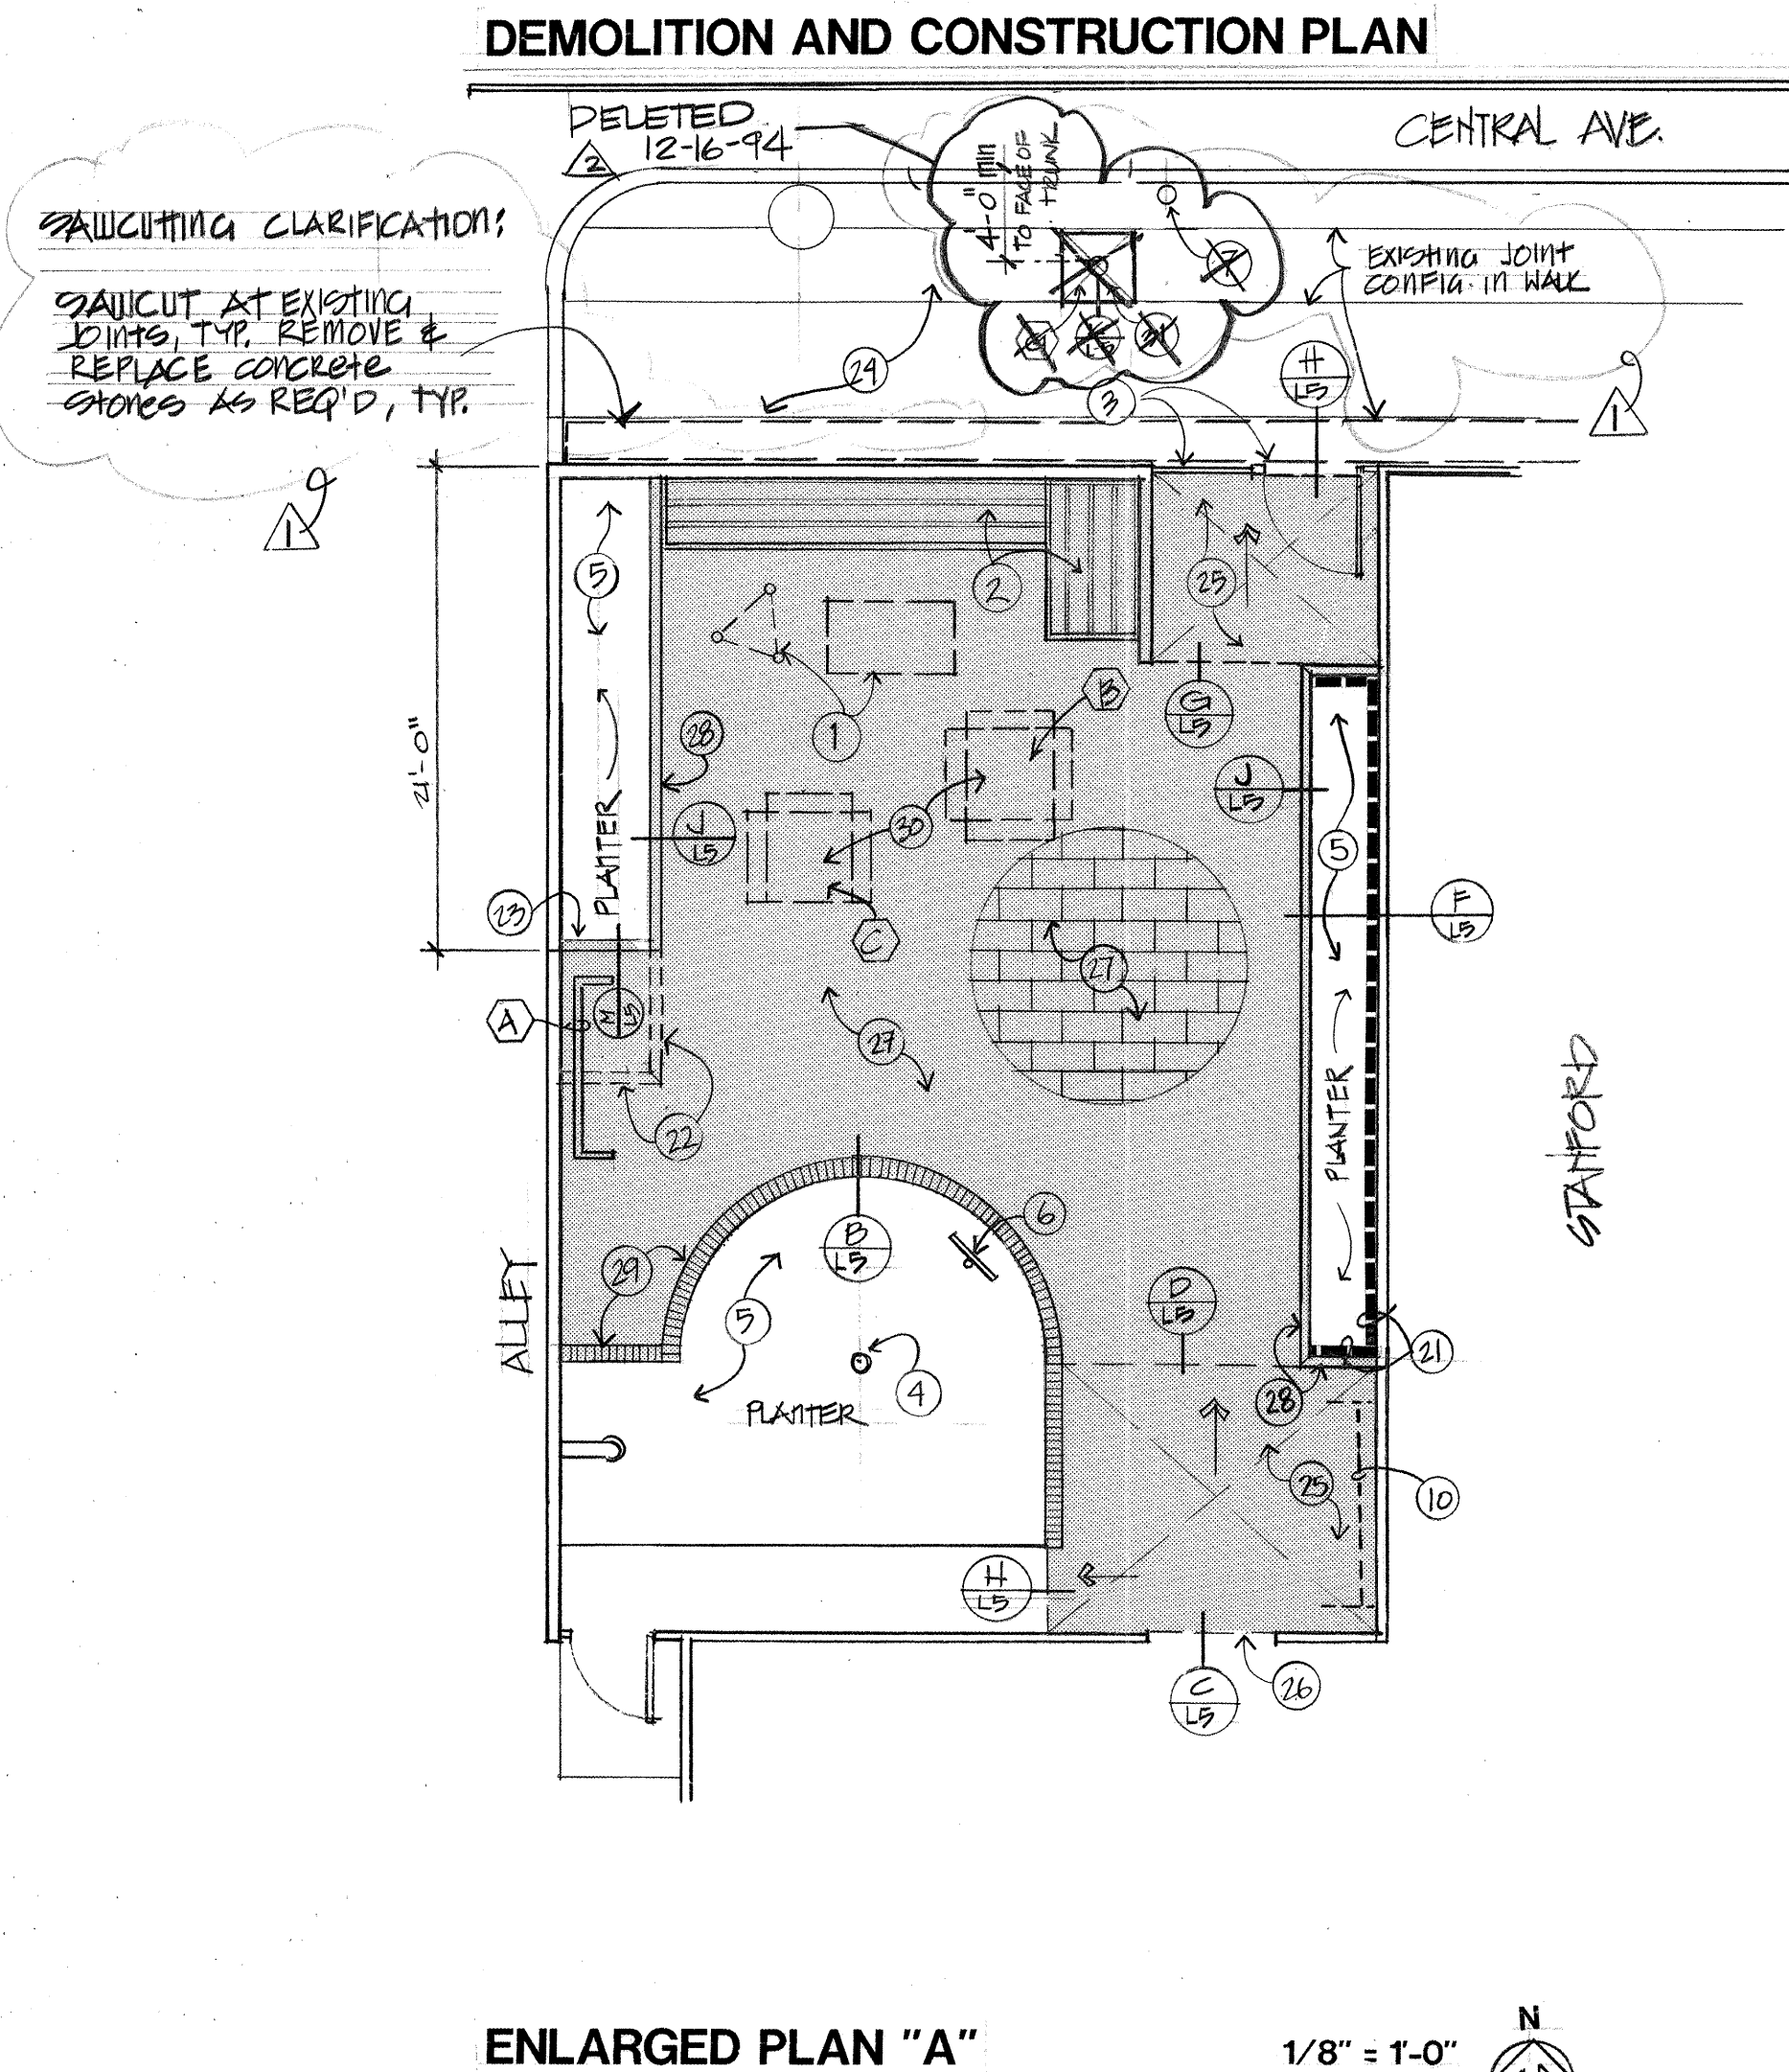 DEMOLITION AND CONSTRUCTION PLAN
DELETED
12-16-94
2
CENTRAL AVE.
4'-0" min
TO FACE OF
TRUNK
7
SAWCUTTING CLARIFICATION:
SAWCUT AT EXISTING
JOINTS, TYP. REMOVE &
REPLACE CONCRETE
STONES AS REQ'D, TYP.
EXISTING JOINT
CONFIG. IN WALK
31
24
3
H
L5
1
1
5
2
25
21'-0"
28
1
B
G
L5
J
L5
PLANTER
J
L5
30
5
23
C
F
L5
27
A
M
L5
27
22
PLANTER
STANFORD
ALLEY
29
B
L5
6
D
L5
5
4
PLANTER
28
21
25
10
H
L5
C
L5
26
ENLARGED PLAN "A"
1/8" = 1'-0"
N